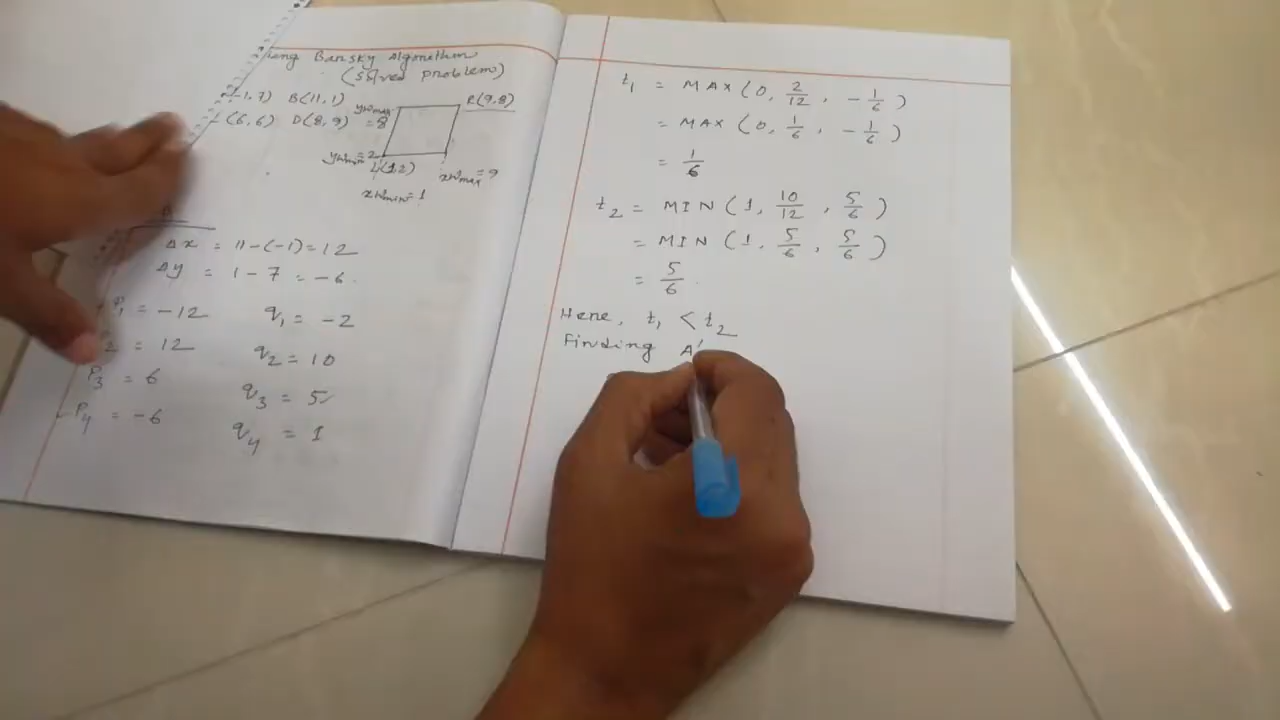 Barsky Algorithm
(Solved problem)
-1,7) B(11,1)
(6,6) D(8,9)
ywmax = 8
R(9,8)
ywmin = 2
L(1,2)
xwmax = 9
xwmin = 1
Δx = 11-(-1) = 12
Δy = 1 - 7 = -6.
P1 = -12 q1 = -2
2 = 12 q2 = 10
P3 = 6 q3 = 5
P4 = -6 q4 = 1
t1 = MAX (0, 2/12, -1/6)
= MAX (0, 1/6, -1/6)
= 1/6
t2 = MIN (1, 10/12, 5/6)
= MIN (1, 5/6, 5/6)
= 5/6.
Here, t1 < t2
Finding A'